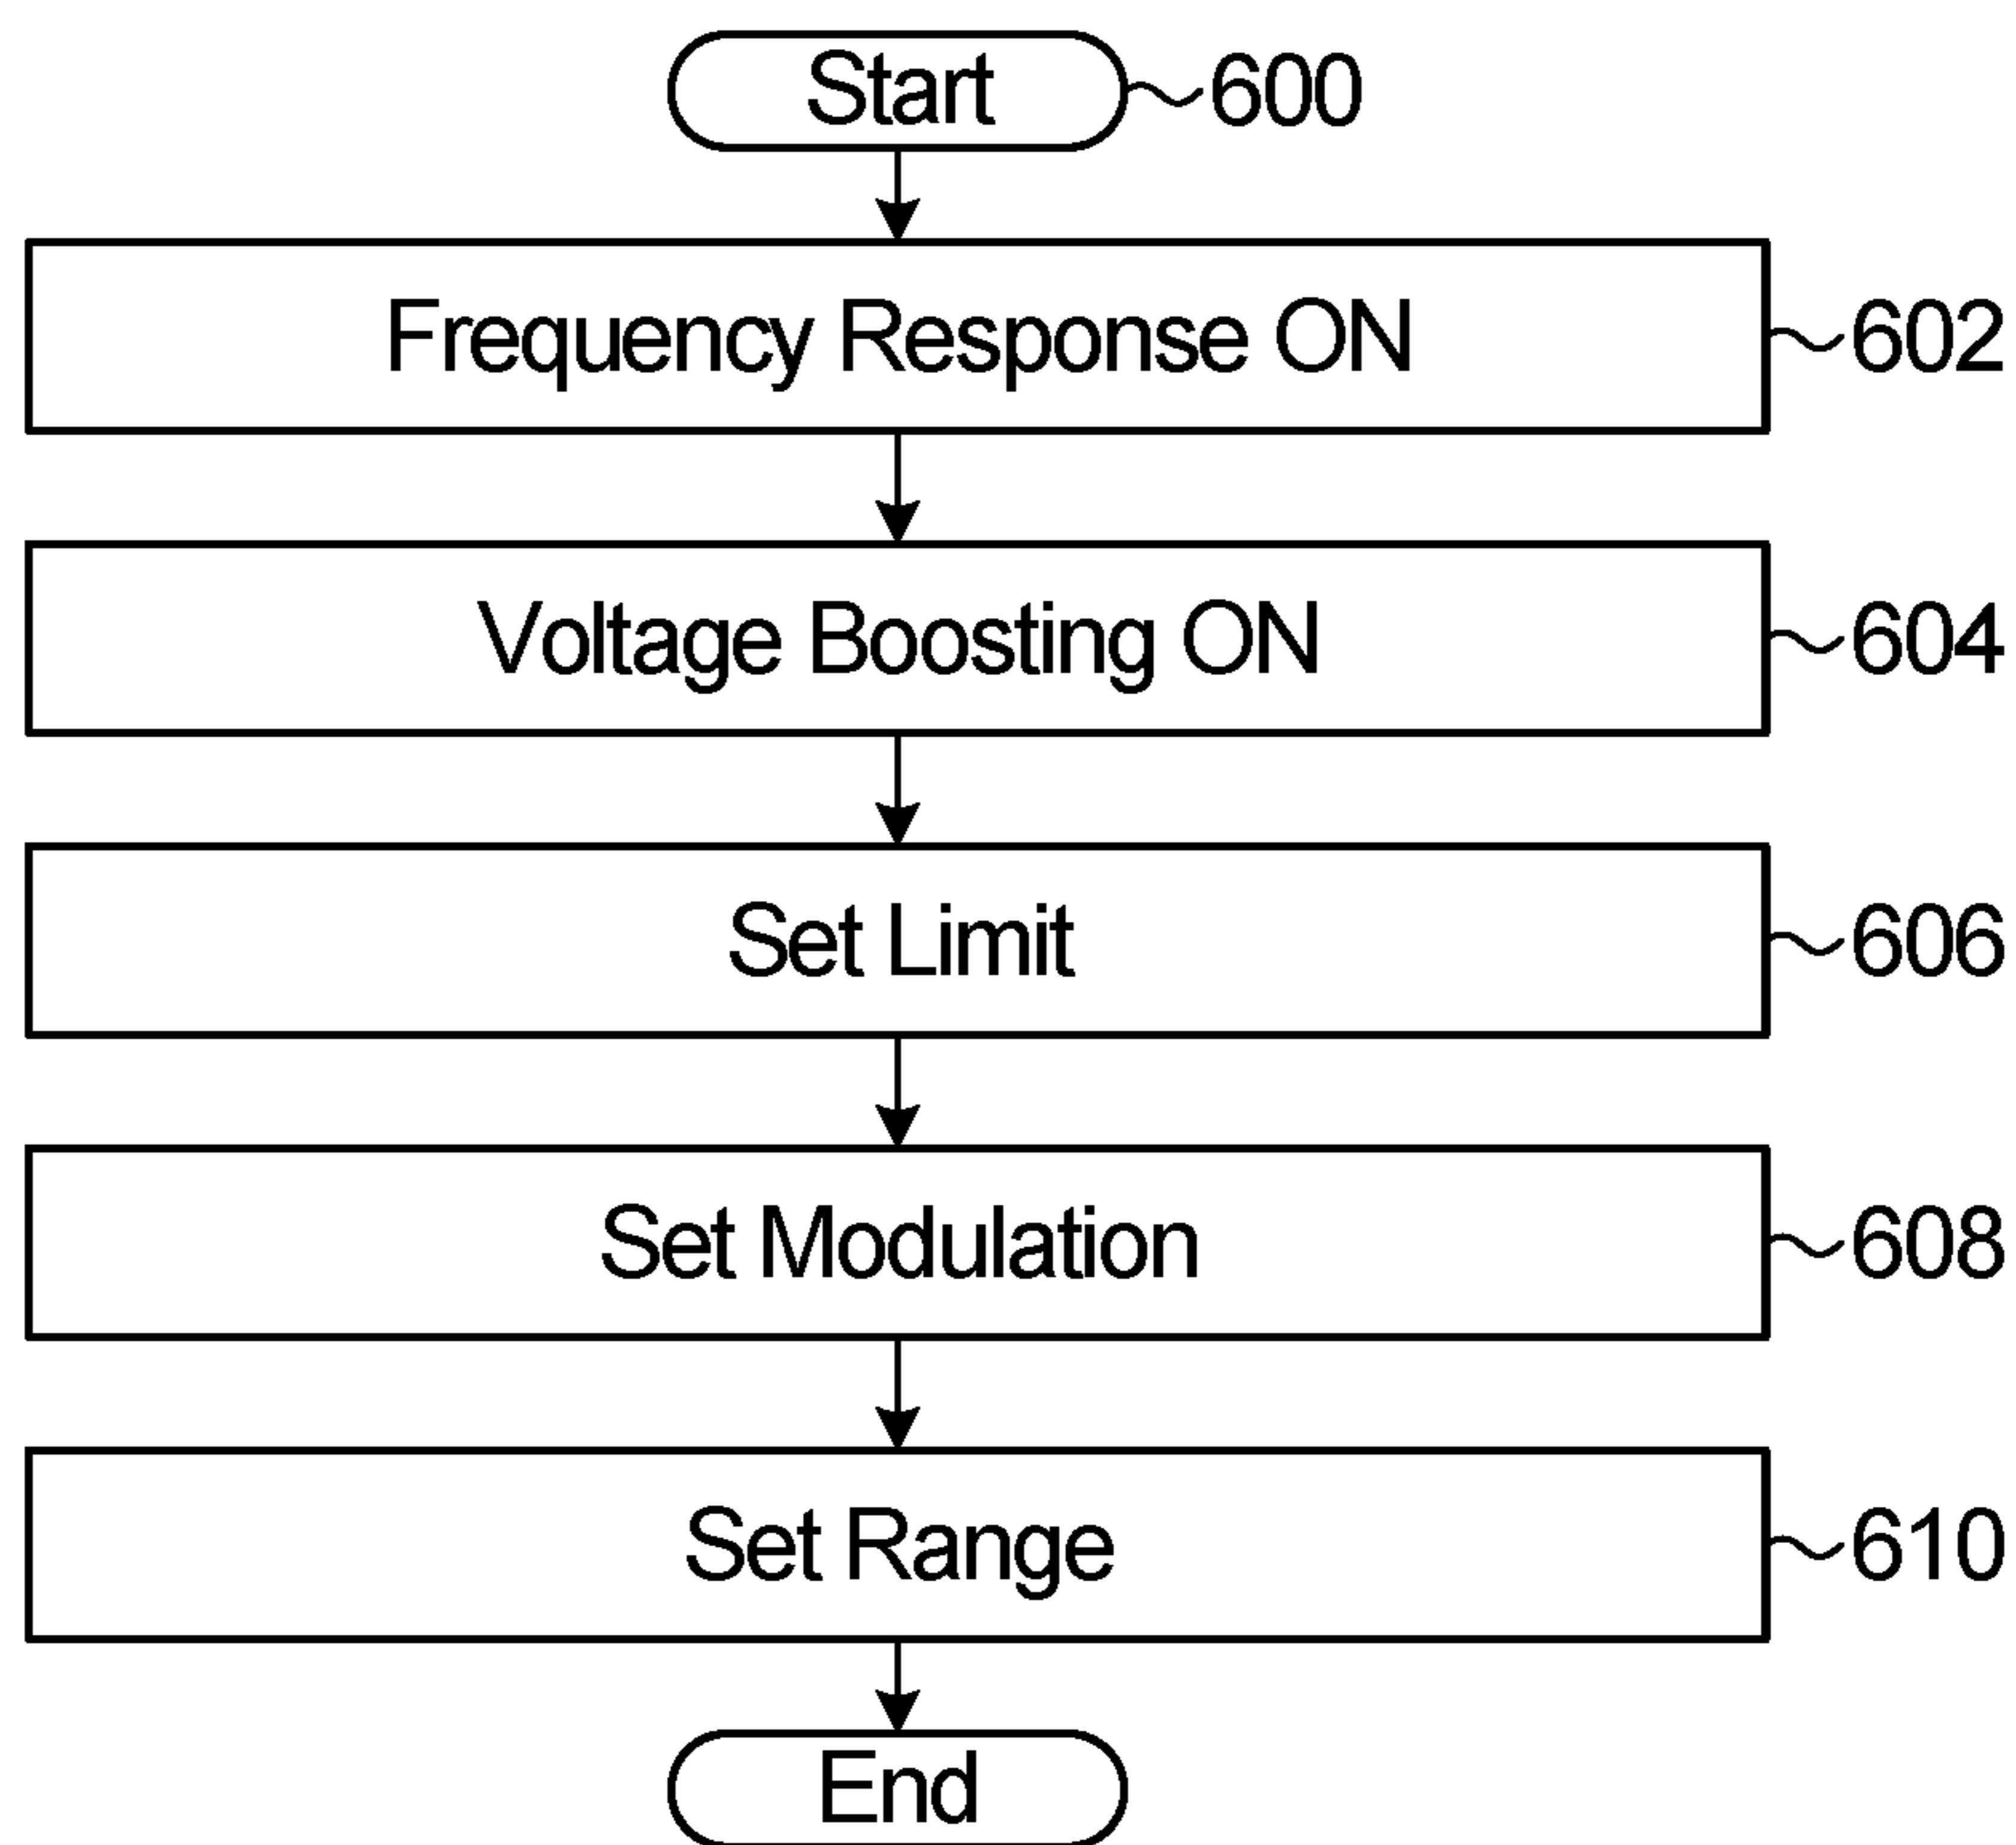 Start 600
Frequency Response ON 602
Voltage Boosting ON 604
Set Limit 606
Set Modulation 608
Set Range 610
End